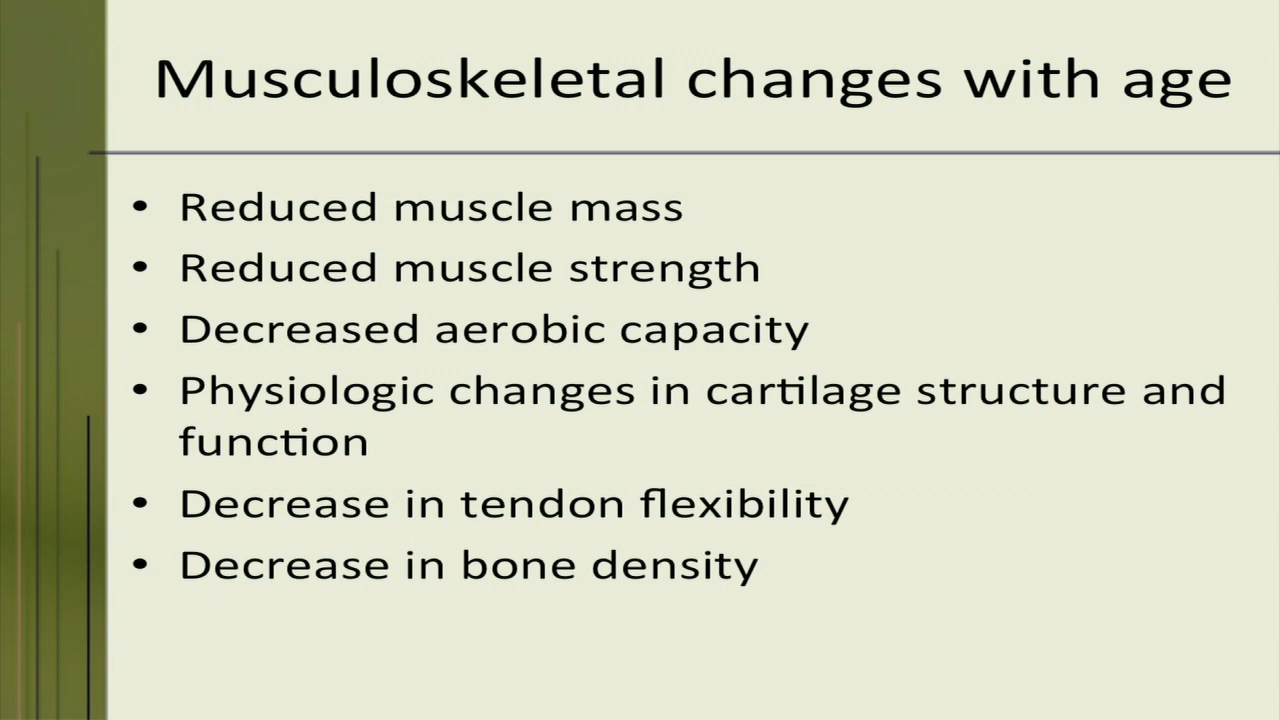 Musculoskeletal changes with age
• Reduced muscle mass
• Reduced muscle strength
• Decreased aerobic capacity
• Physiologic changes in cartilage structure and
function
• Decrease in tendon flexibility
• Decrease in bone density